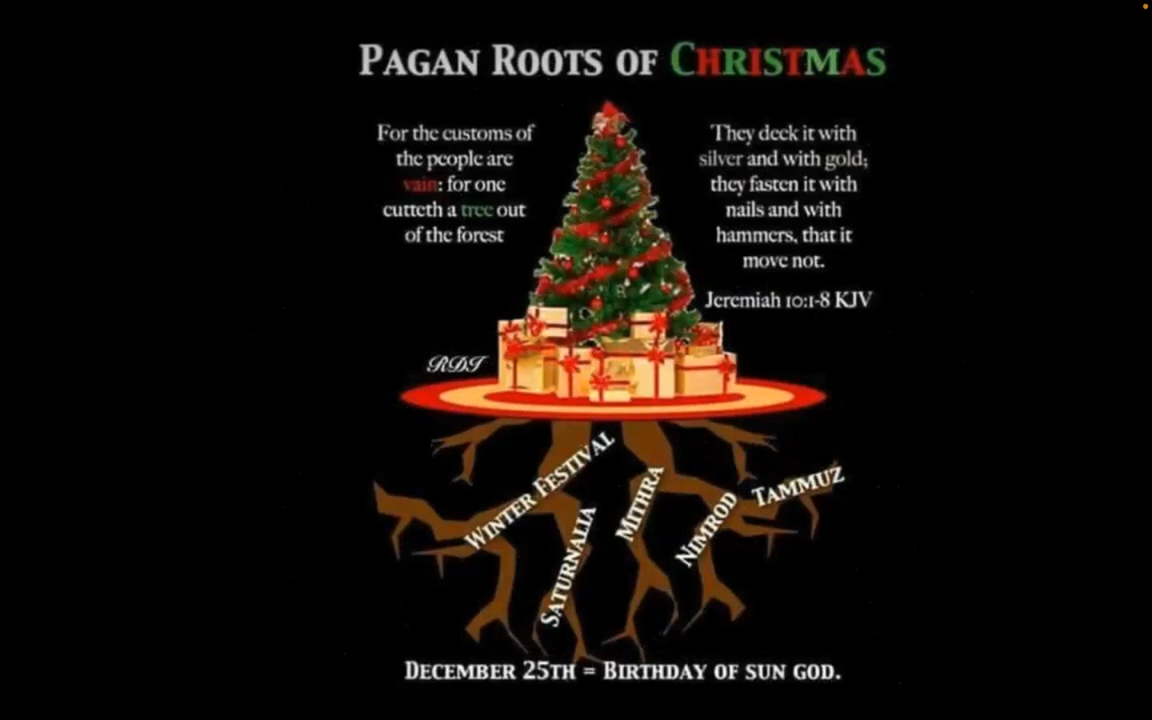 PAGAN ROOTS OF CHRISTMAS
For the customs of
the people are
vain: for one
cutteth a tree out
of the forest
They deck it with
silver and with gold;
they fasten it with
nails and with
hammers, that it
move not.
Jeremiah 10:1-8 KJV
RDT
WINTER FESTIVAL
SATURNALIA
MITHRA
NIMROD
TAMMUZ
DECEMBER 25TH = BIRTHDAY OF SUN GOD.